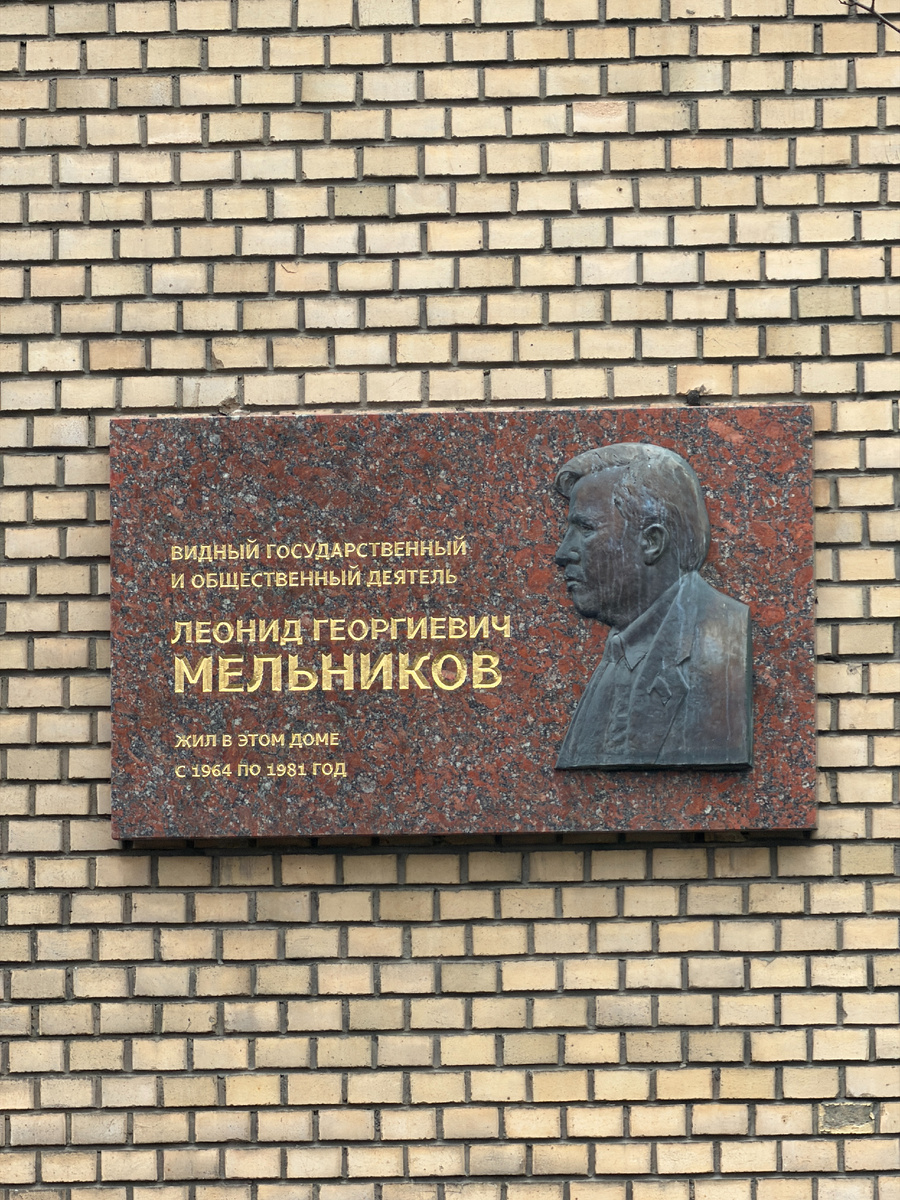 ВИДНЫЙ ГОСУДАРСТВЕННЫЙ
И ОБЩЕСТВЕННЫЙ ДЕЯТЕЛЬ
ЛЕОНИД ГЕОРГИЕВИЧ
МЕЛЬНИКОВ
ЖИЛ В ЭТОМ ДОМЕ
С 1964 ПО 1981 ГОД